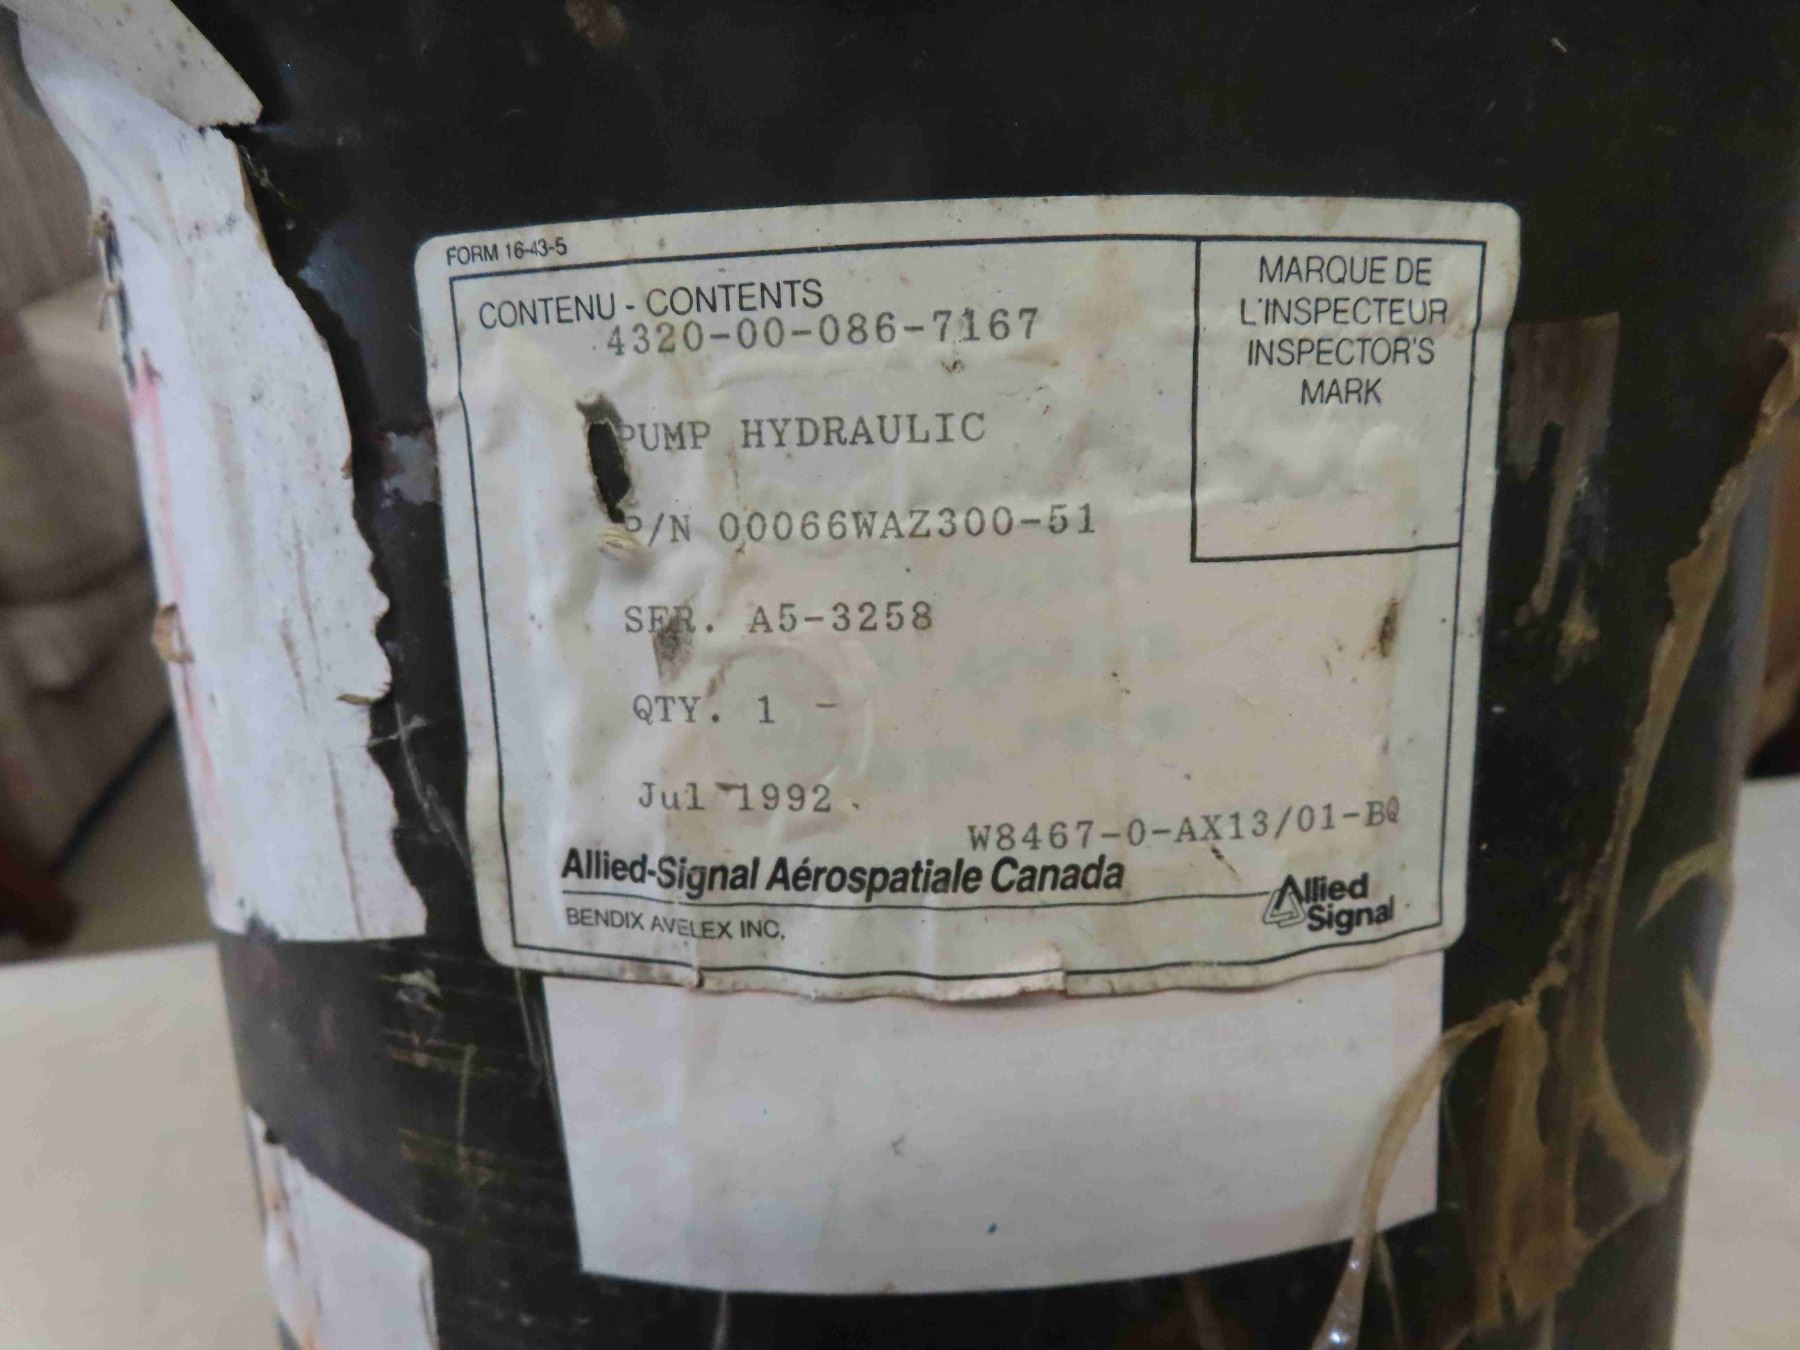 FORM 16-43-5
CONTENU - CONTENTS
4320-00-086-7167
PUMP HYDRAULIC
P/N 00066WAZ300-51
SER. A5-3258
QTY. 1 -
Jul 1992.
W8467-0-AX13/01-BQ
Allied-Signal Aérospatiale Canada
BENDIX AVELEX INC.
Allied
Signal
MARQUE DE
L'INSPECTEUR
INSPECTOR'S
MARK